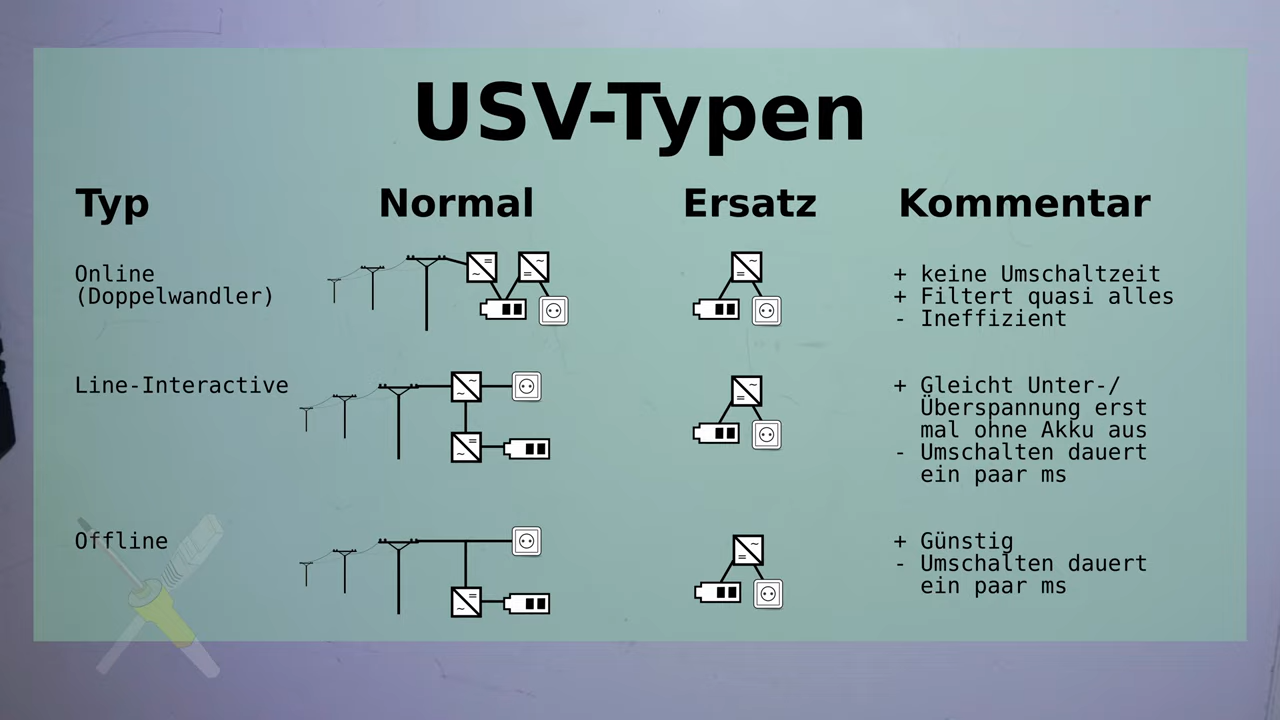 USV-Typen
Typ Normal Ersatz Kommentar
Online
(Doppelwandler)
+ keine Umschaltzeit
+ Filtert quasi alles
- Ineffizient
Line-Interactive
+ Gleicht Unter-/
Überspannung erst
mal ohne Akku aus
- Umschalten dauert
ein paar ms
Offline
+ Günstig
- Umschalten dauert
ein paar ms